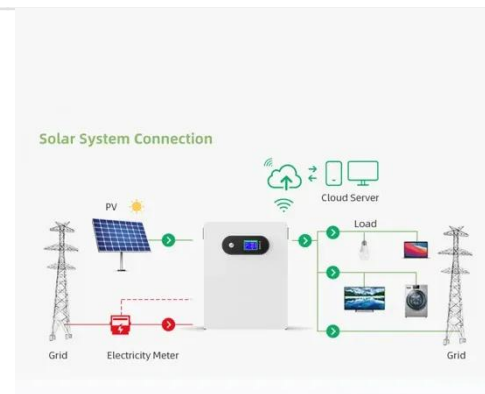 Solar System Connection
Cloud Server
PV
Load
Grid
Electricity Meter
Grid